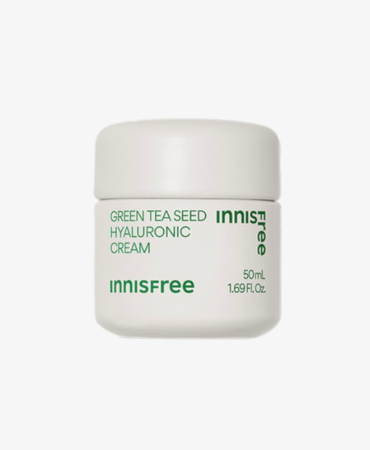 GREEN TEA SEED
HYALURONIC
CREAM
INNISFree
50mL
1.69 Fl. Oz.
INNISFree